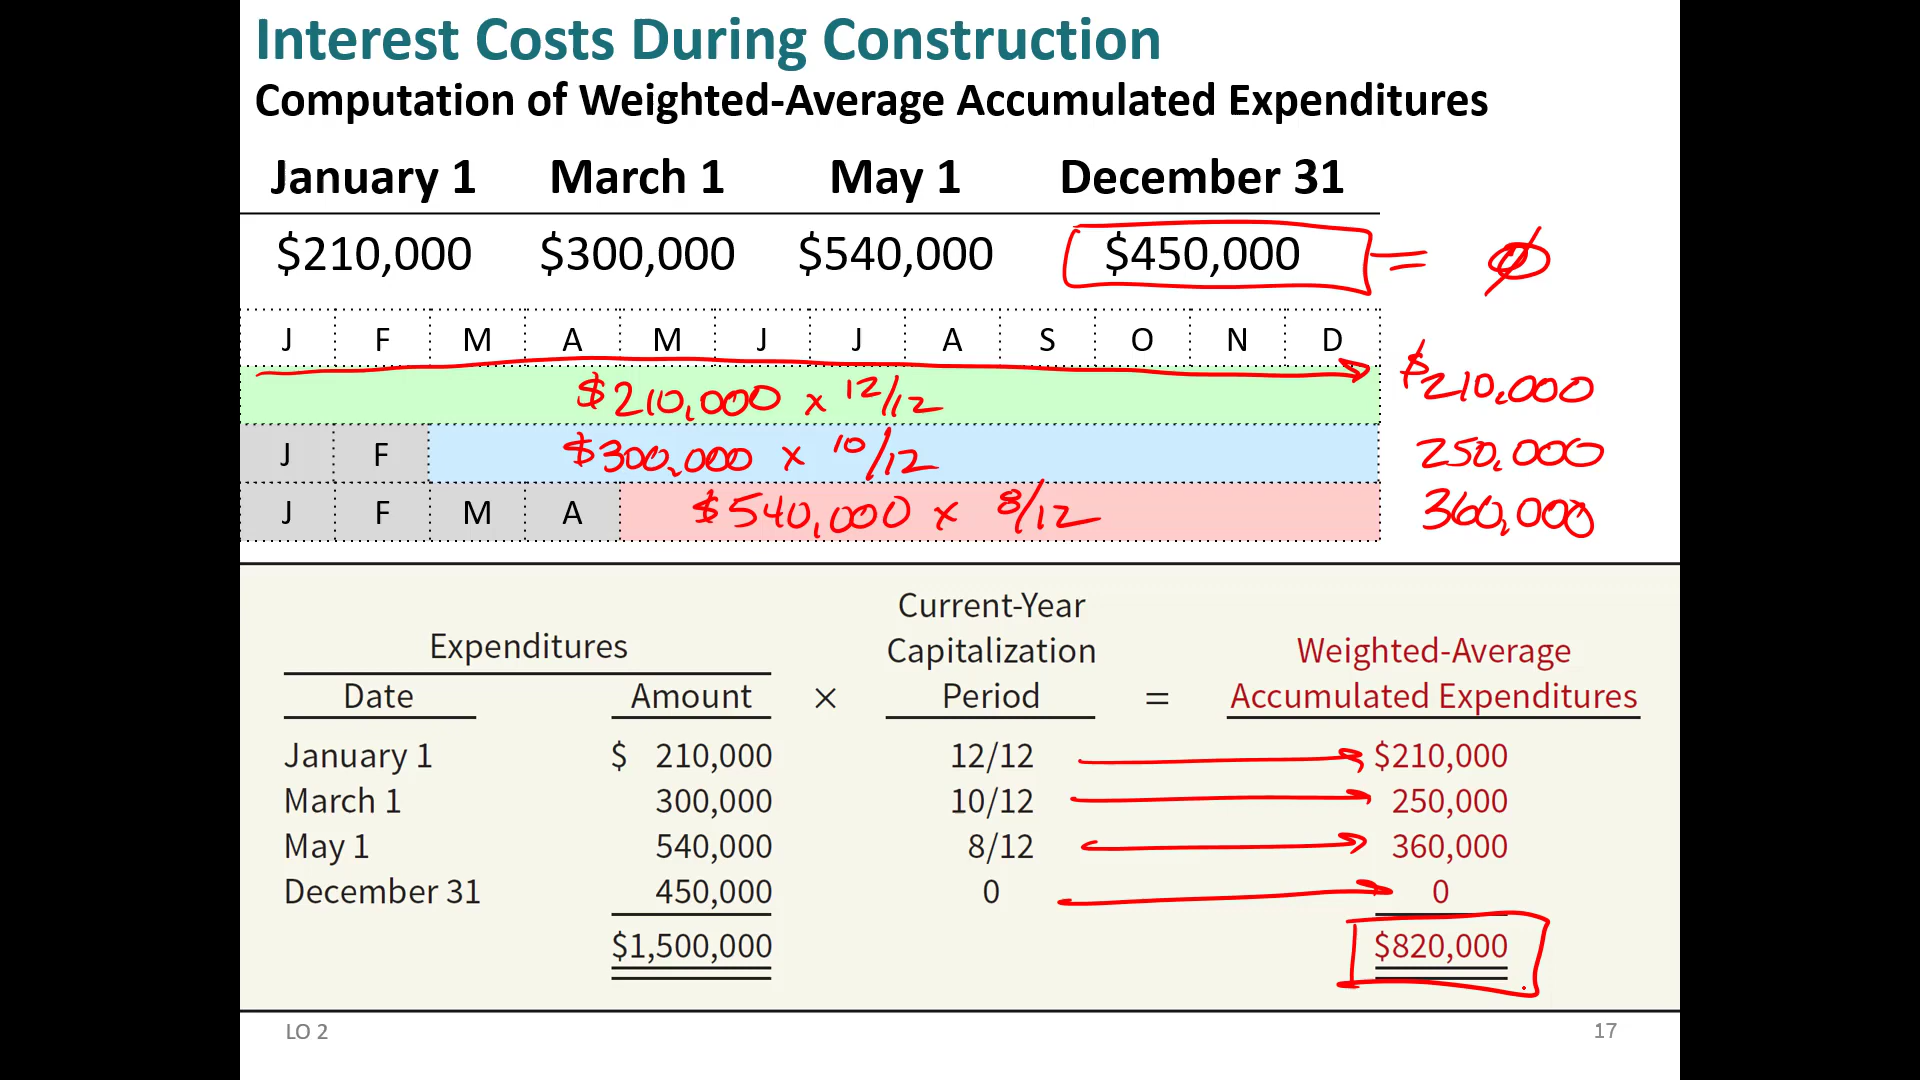 Interest Costs During Construction
Computation of Weighted-Average Accumulated Expenditures
January 1 March 1 May 1 December 31
$210,000 $300,000 $540,000 $450,000 = Ø
J F M A M J J A S O N D
$210,000 x 12/12 $210,000
J F $300,000 x 10/12 250,000
J F M A $540,000 x 8/12 360,000
Current-Year
Expenditures Capitalization Weighted-Average
Date Amount × Period = Accumulated Expenditures
January 1 $ 210,000 12/12 $210,000
March 1 300,000 10/12 250,000
May 1 540,000 8/12 360,000
December 31 450,000 0 0
$1,500,000 $820,000
LO 2 17